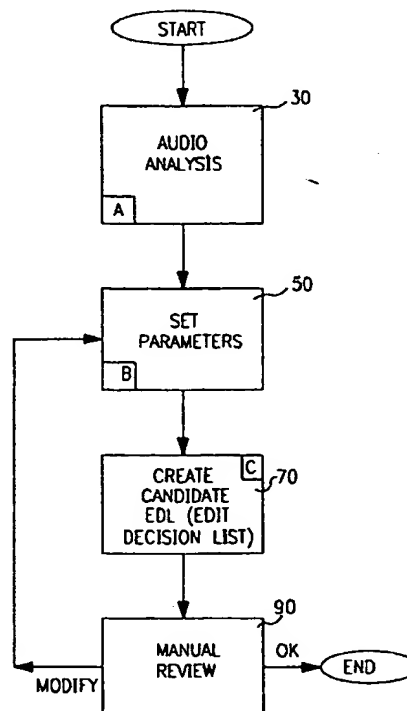 START
30
AUDIO
ANALYSIS
A
50
SET
PARAMETERS
B
C
70
CREATE
CANDIDATE
EDL (EDIT
DECISION LIST)
90
MANUAL
REVIEW
OK
END
MODIFY